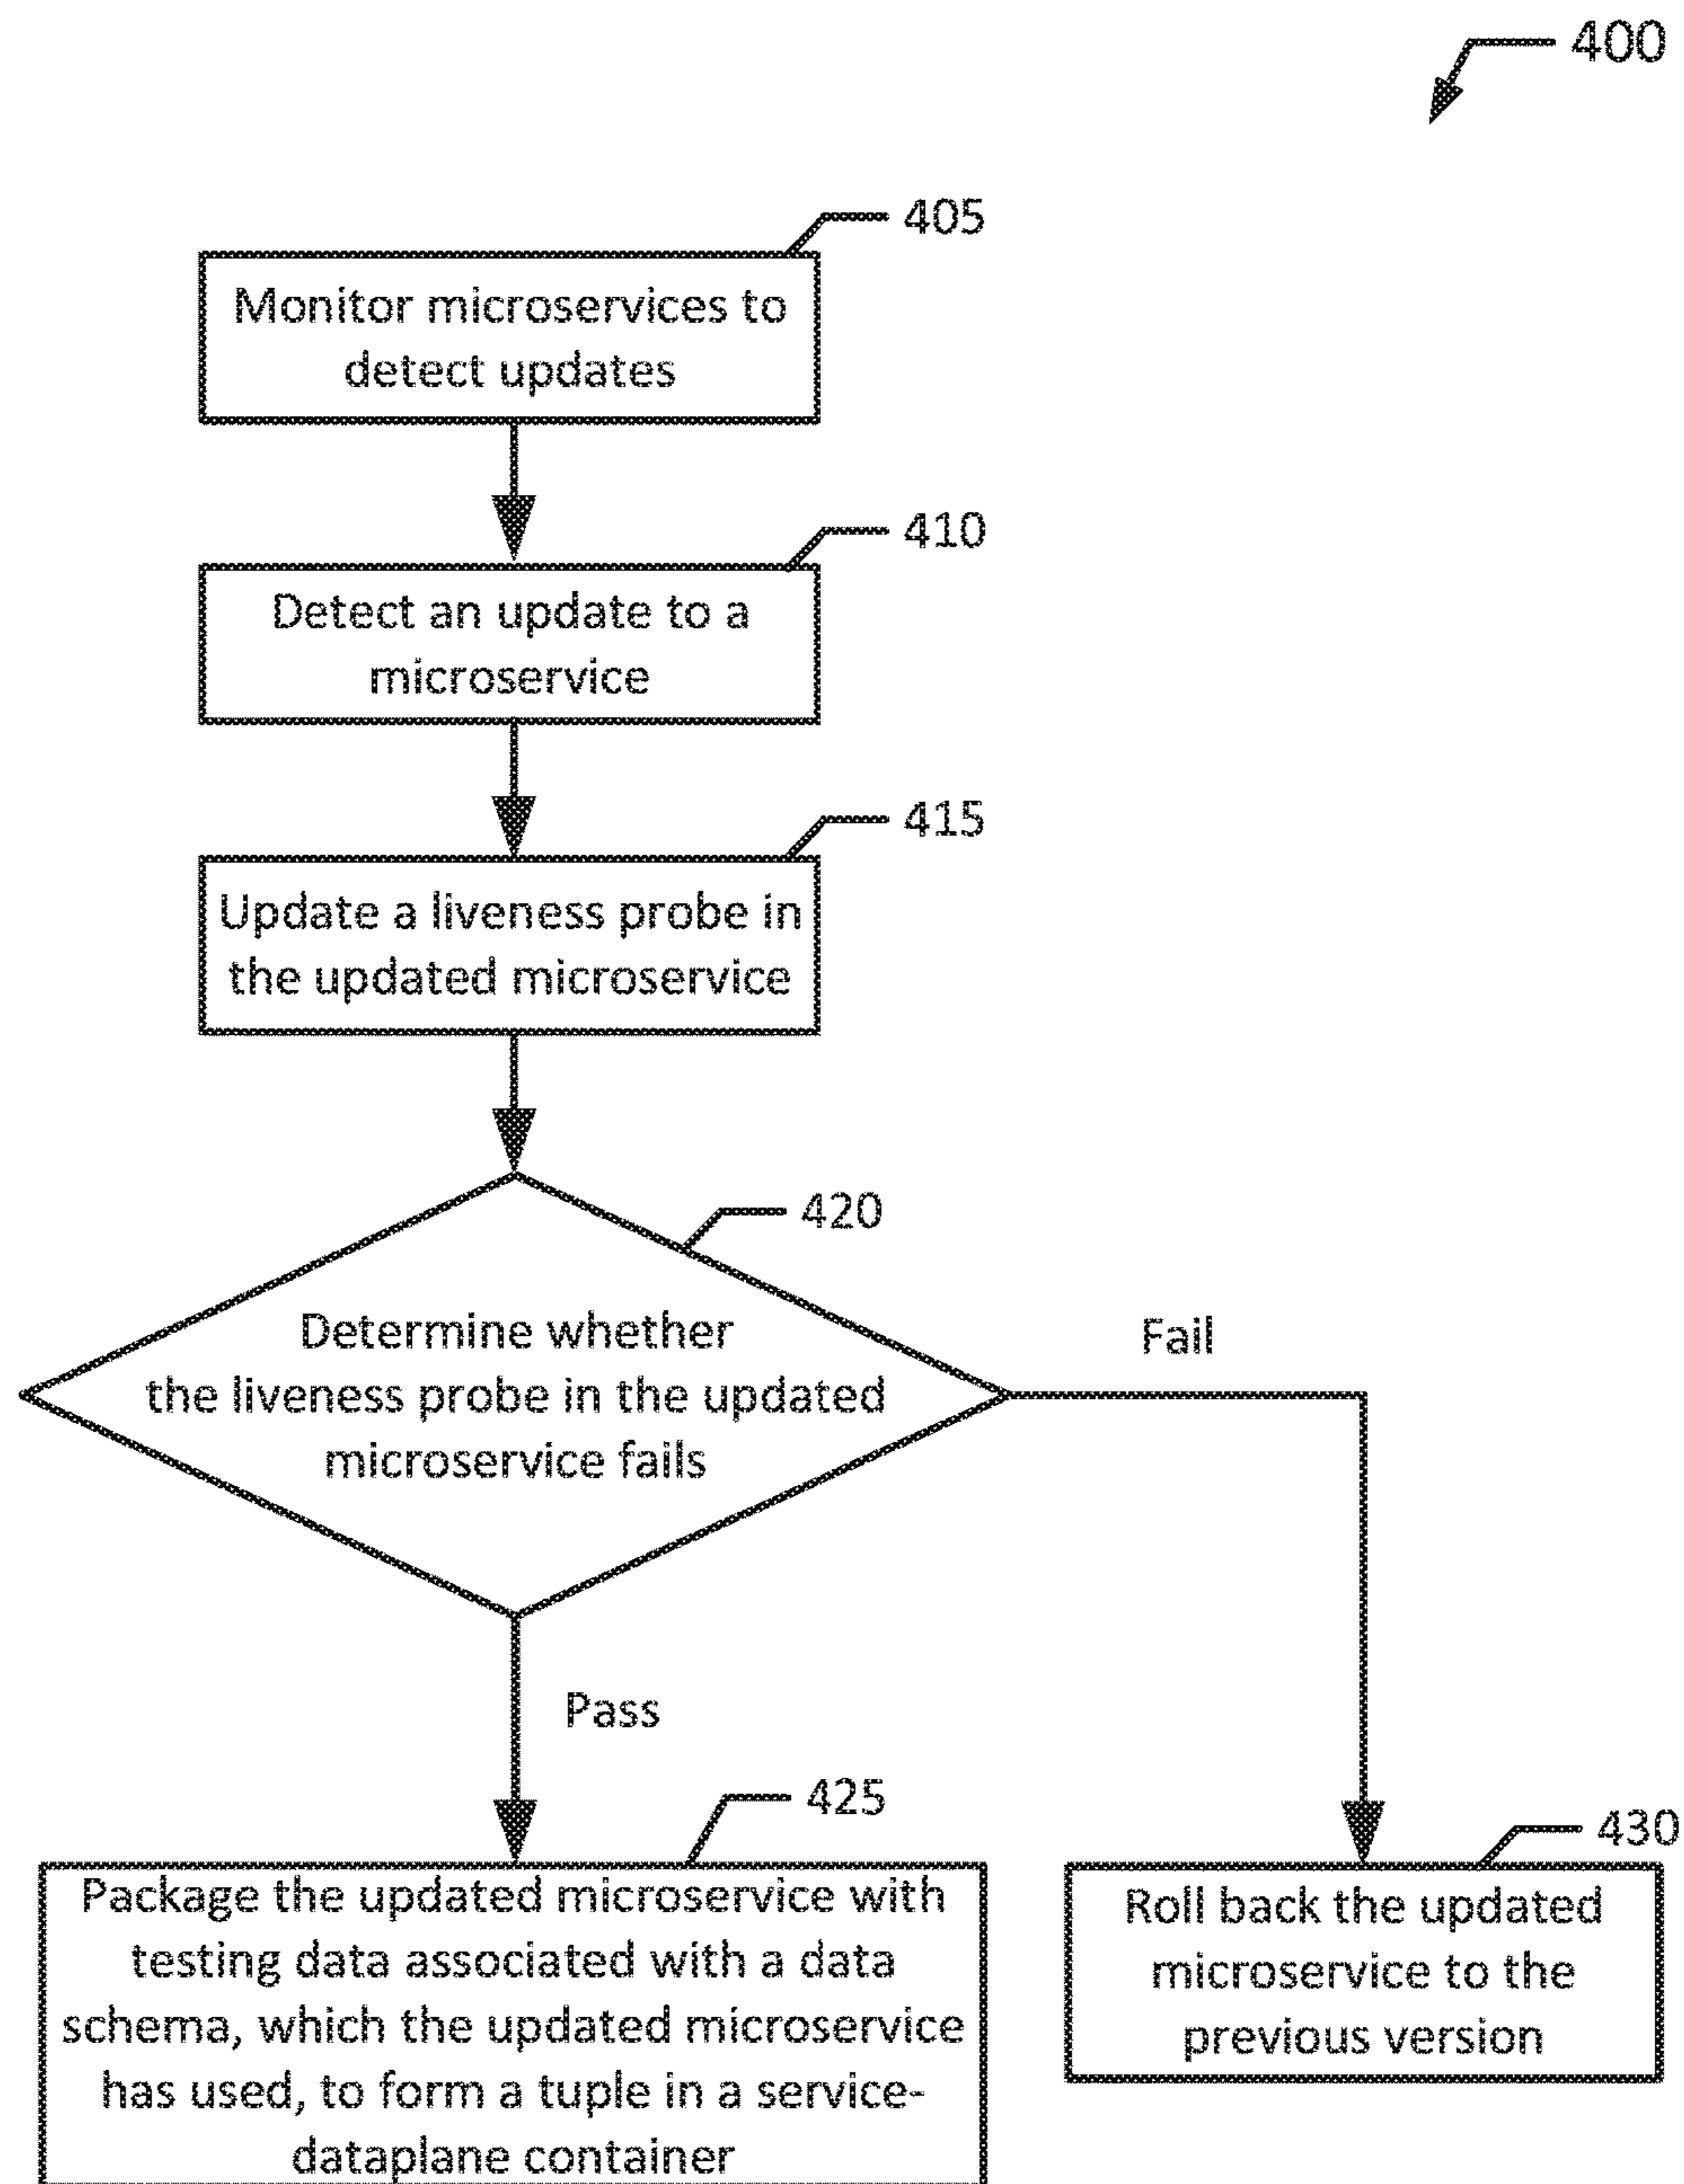 400
405
Monitor microservices to
detect updates
410
Detect an update to a
microservice
415
Update a liveness probe in
the updated microservice
420
Determine whether
the liveness probe in the updated
microservice fails
Fail
Pass
425
Package the updated microservice with
testing data associated with a data
schema, which the updated microservice
has used, to form a tuple in a service-
dataplane container
430
Roll back the updated
microservice to the
previous version